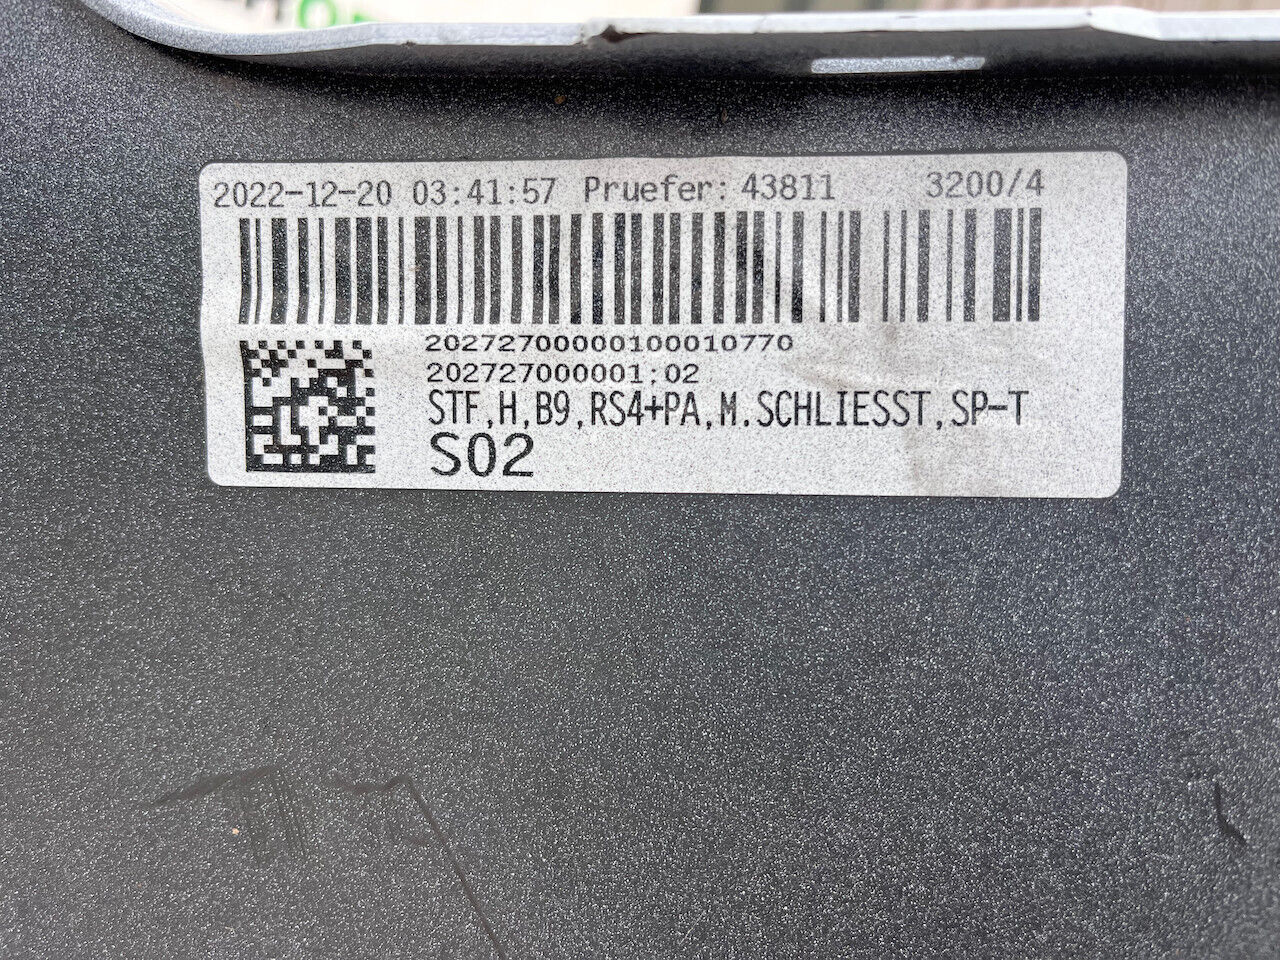 2022-12-20 03:41:57 Pruefer: 43811 3200/4
20272700000100010770
202727000001:02
STF,H,B9,RS4+PA,M.SCHLIESST,SP-T
S02